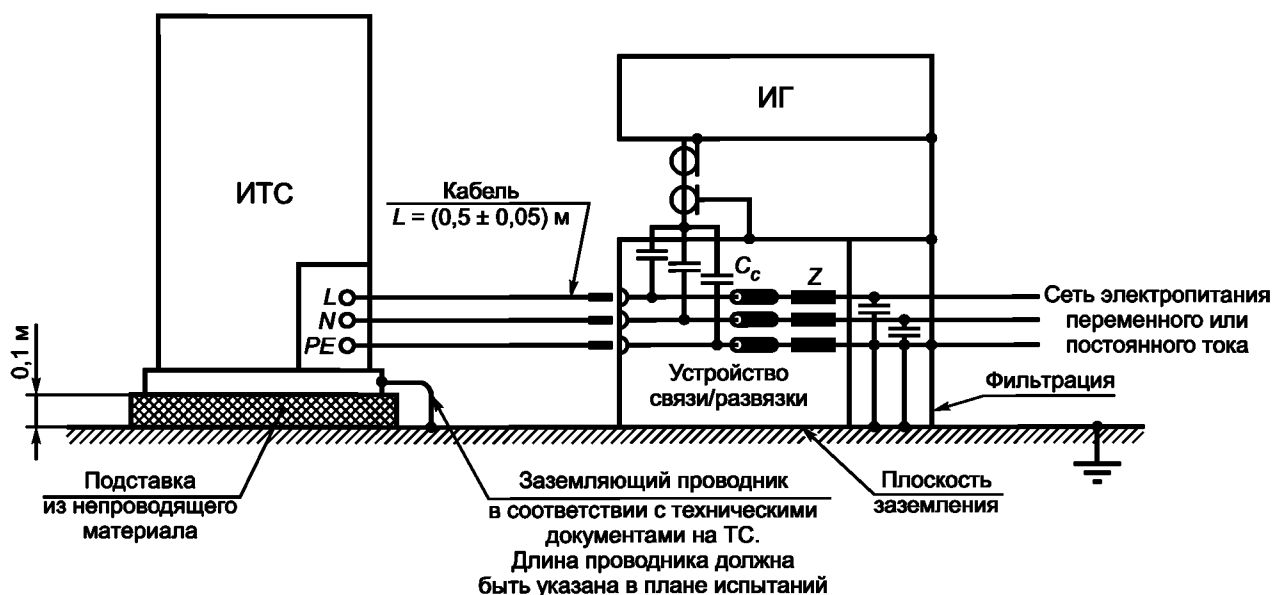 ИТС
ИГ
Кабель
L = (0,5 ± 0,05) м
L
N
PE
Cc
Z
0,1 м
Сеть электропитания
переменного или
постоянного тока
Устройство
связи/развязки
Фильтрация
Подставка
из непроводящего
материала
Заземляющий проводник
в соответствии с техническими
документами на ТС.
Длина проводника должна
быть указана в плане испытаний
Плоскость
заземления